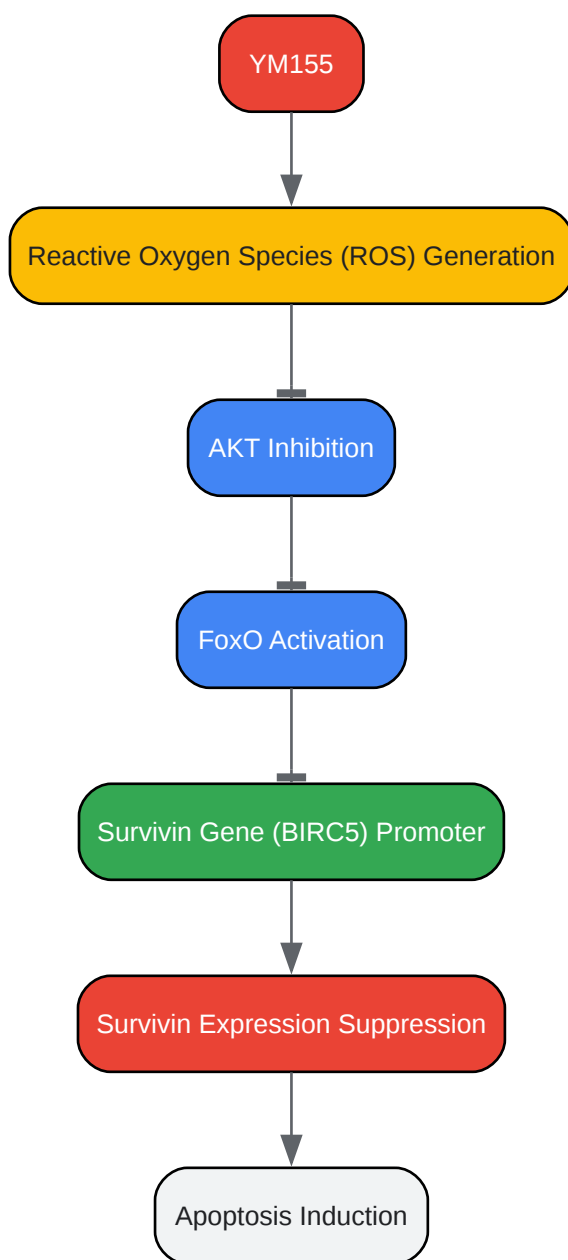 YM155
Reactive Oxygen Species (ROS) Generation
AKT Inhibition
FoxO Activation
Survivin Gene (BIRC5) Promoter
Survivin Expression Suppression
Apoptosis Induction